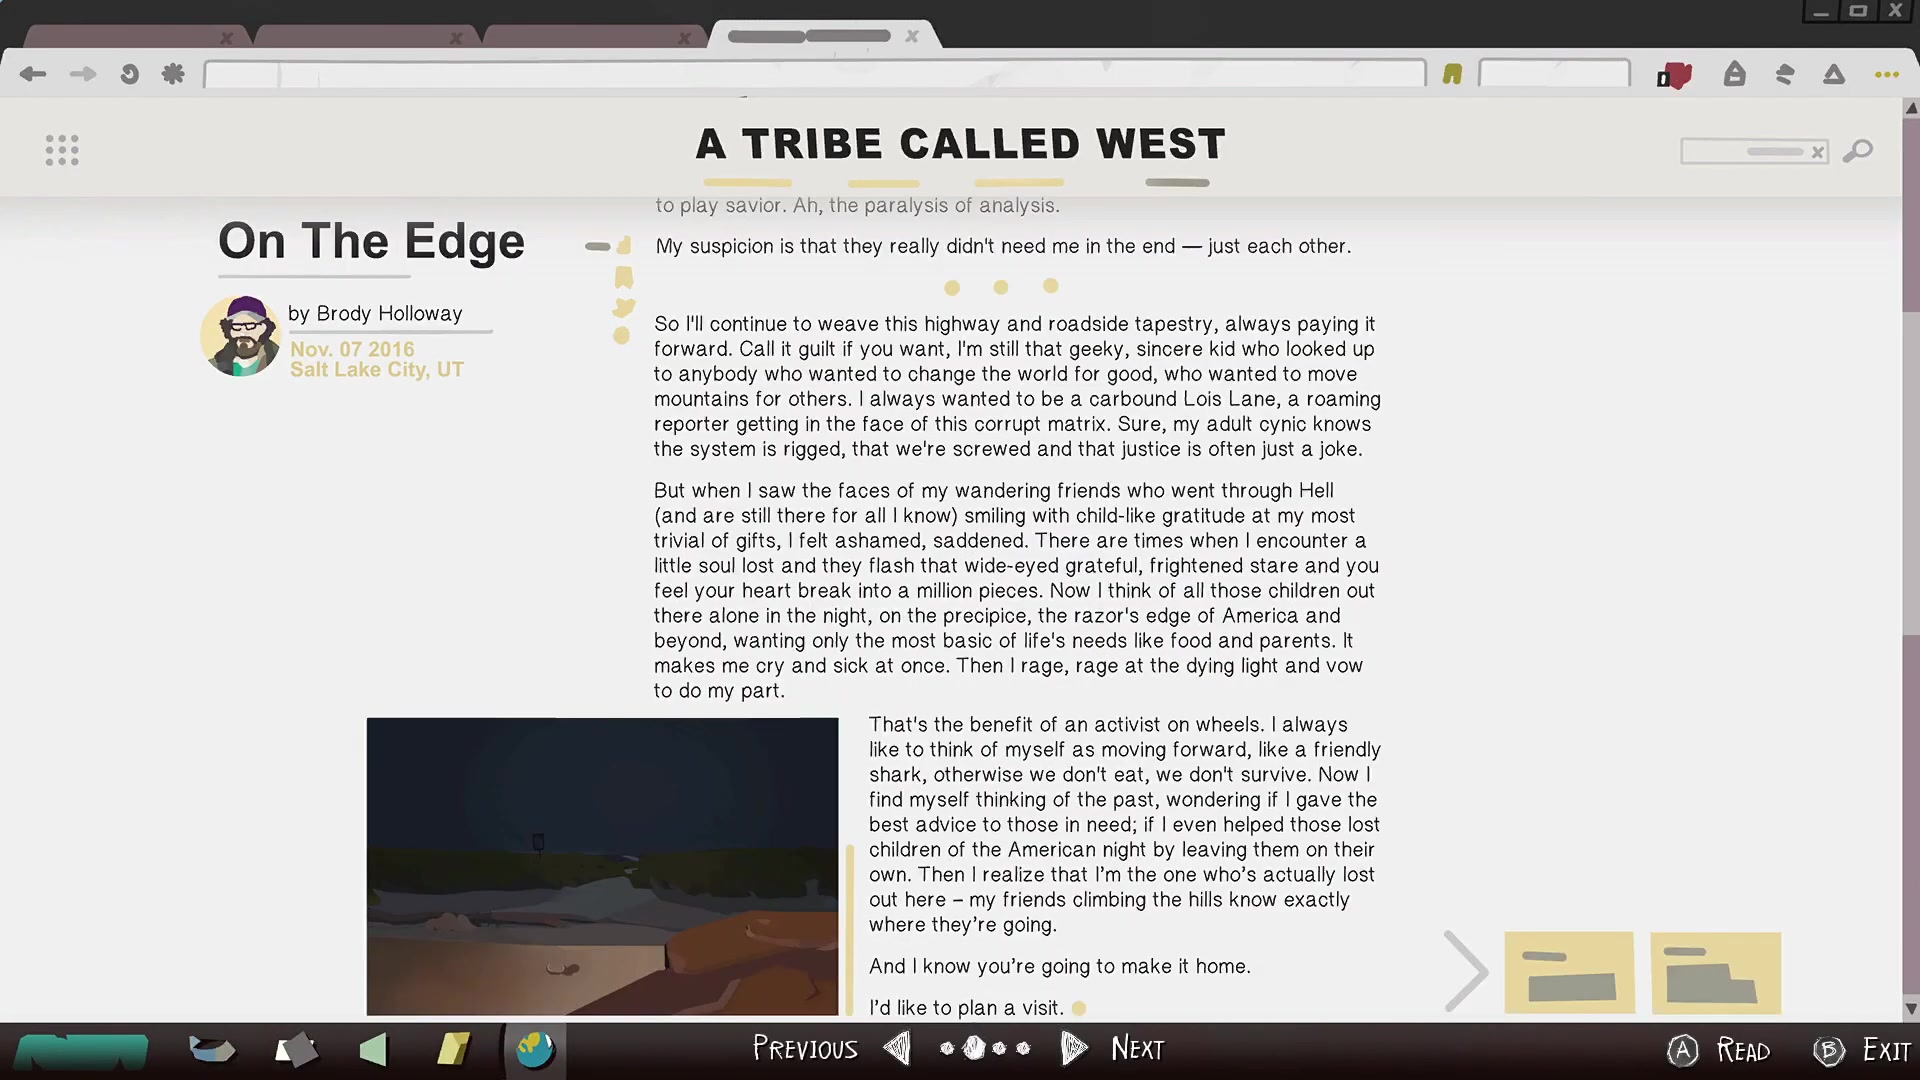 A TRIBE CALLED WEST
On The Edge
by Brody Holloway
Nov. 07 2016
Salt Lake City, UT
to play savior. Ah, the paralysis of analysis.
My suspicion is that they really didn't need me in the end — just each other.
So I'll continue to weave this highway and roadside tapestry, always paying it
forward. Call it guilt if you want, I'm still that geeky, sincere kid who looked up
to anybody who wanted to change the world for good, who wanted to move
mountains for others. I always wanted to be a carbound Lois Lane, a roaming
reporter getting in the face of this corrupt matrix. Sure, my adult cynic knows
the system is rigged, that we're screwed and that justice is often just a joke.
But when I saw the faces of my wandering friends who went through Hell
(and are still there for all I know) smiling with child-like gratitude at my most
trivial of gifts, I felt ashamed, saddened. There are times when I encounter a
little soul lost and they flash that wide-eyed grateful, frightened stare and you
feel your heart break into a million pieces. Now I think of all those children out
there alone in the night, on the precipice, the razor's edge of America and
beyond, wanting only the most basic of life's needs like food and parents. It
makes me cry and sick at once. Then I rage, rage at the dying light and vow
to do my part.
That's the benefit of an activist on wheels. I always
like to think of myself as moving forward, like a friendly
shark, otherwise we don't eat, we don't survive. Now I
find myself thinking of the past, wondering if I gave the
best advice to those in need; if I even helped those lost
children of the American night by leaving them on their
own. Then I realize that I'm the one who's actually lost
out here – my friends climbing the hills know exactly
where they're going.
And I know you're going to make it home.
I'd like to plan a visit.
PREVIOUS
NEXT
A READ
B EXIT